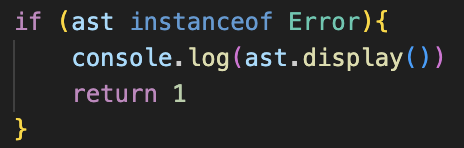 if (ast instanceof Error){
    console.log(ast.display())
    return 1
}